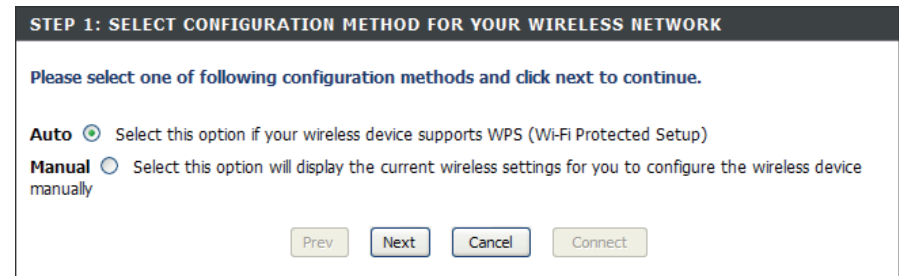 STEP 1: SELECT CONFIGURATION METHOD FOR YOUR WIRELESS NETWORK
Please select one of following configuration methods and click next to continue.
Auto Select this option if your wireless device supports WPS (Wi-Fi Protected Setup)
Manual Select this option will display the current wireless settings for you to configure the wireless device
manually
Prev Next Cancel Connect